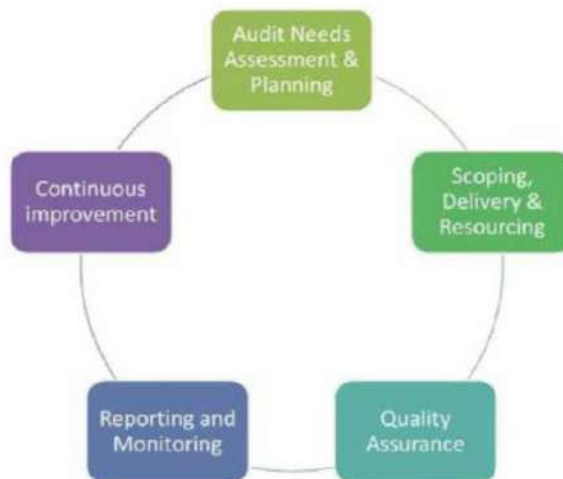 Audit Needs
Assessment &
Planning
Scoping,
Delivery &
Resourcing
Quality
Assurance
Reporting and
Monitoring
Continuous
improvement